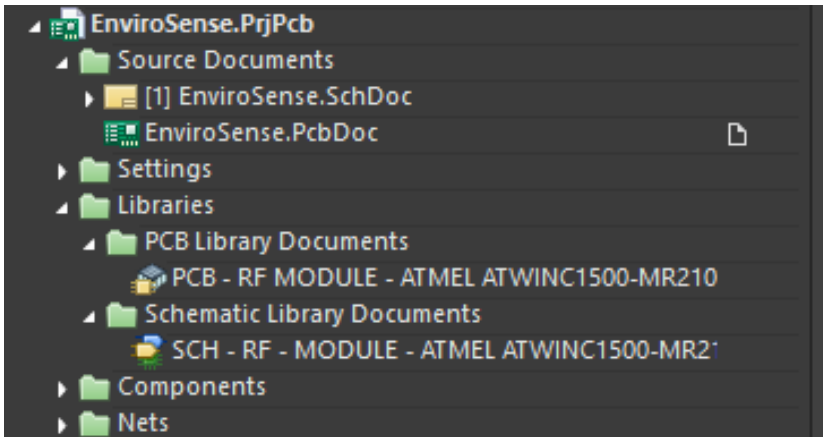 EnviroSense.PrjPcb
Source Documents
[1] EnviroSense.SchDoc
EnviroSense.PcbDoc
Settings
Libraries
PCB Library Documents
PCB - RF MODULE - ATMEL ATWINC1500-MR210
Schematic Library Documents
SCH - RF - MODULE - ATMEL ATWINC1500-MR21
Components
Nets